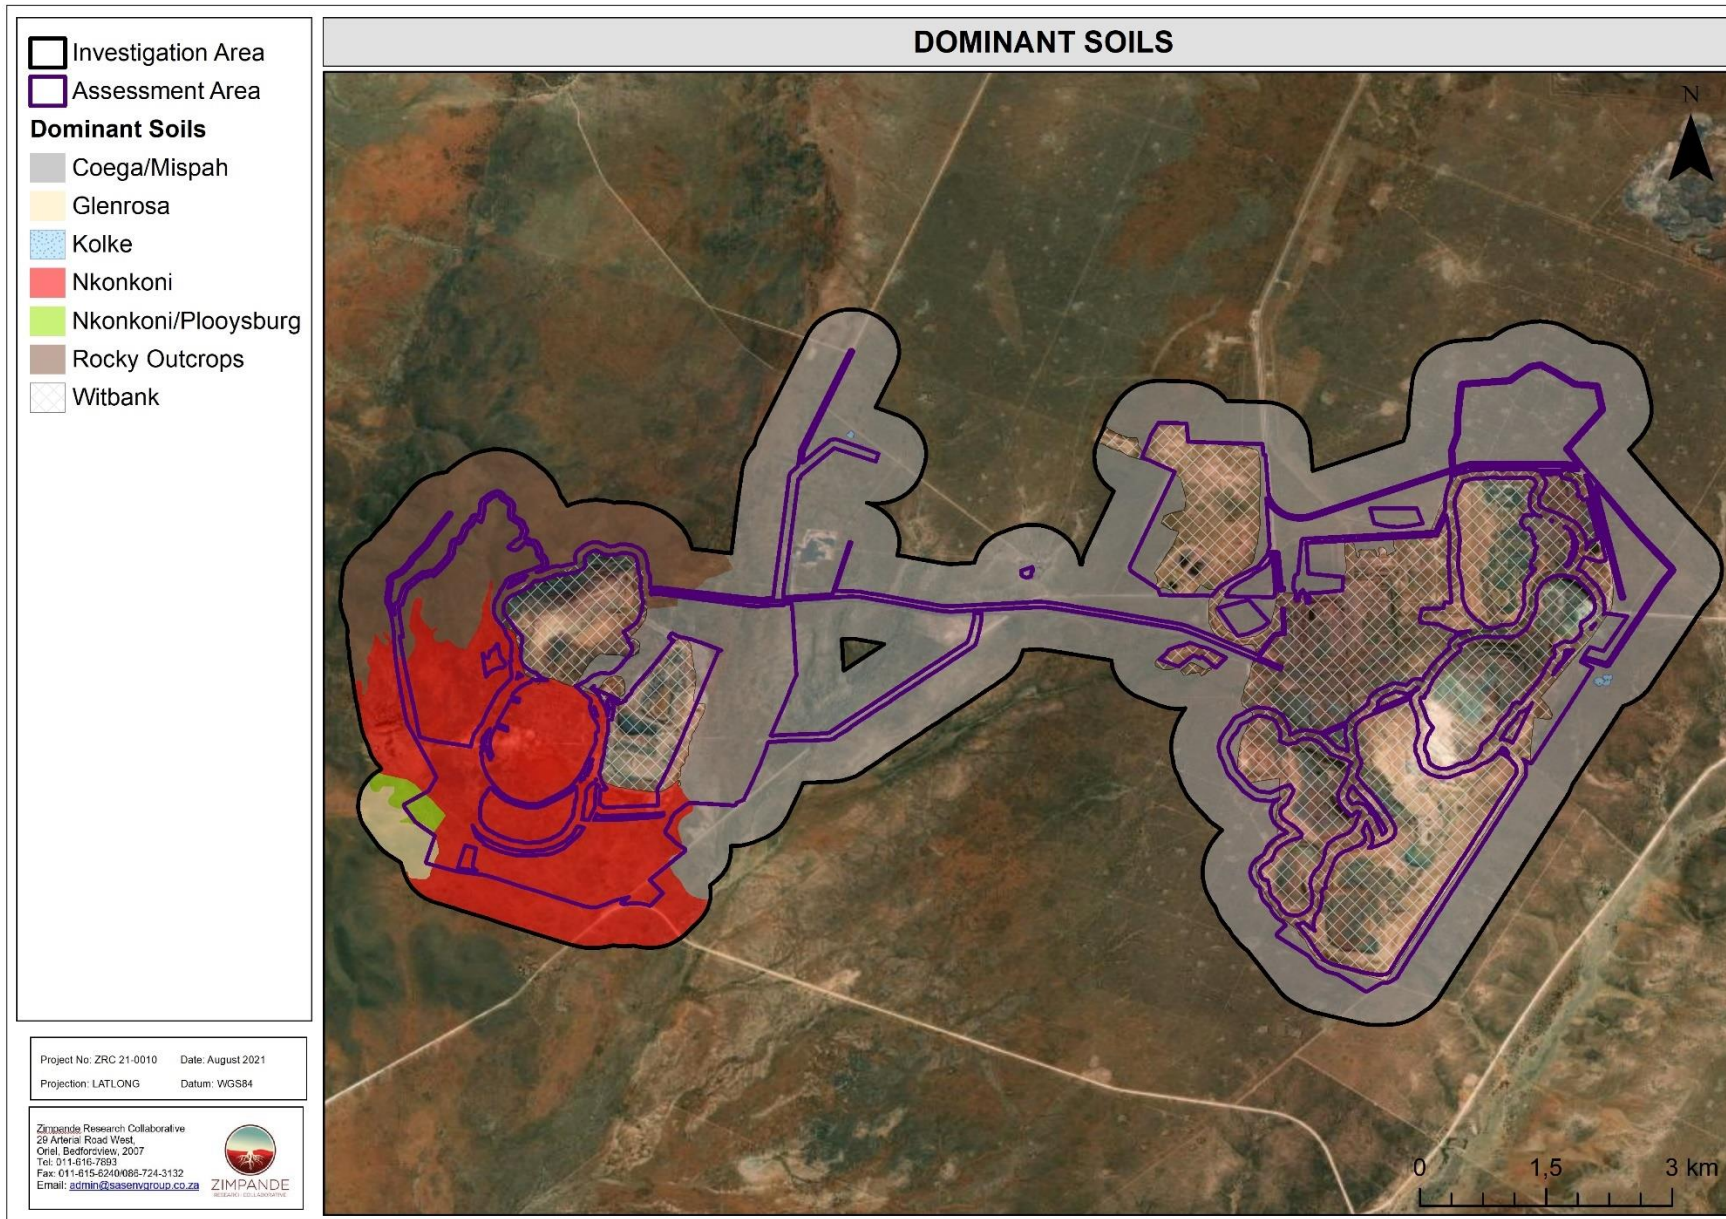 DOMINANT SOILS
Investigation Area
Assessment Area
Dominant Soils
Coega/Mispah
Glenrosa
Kolke
Nkonkoni
Nkonkoni/Plooysburg
Rocky Outcrops
Witbank
N
0 1,5 3 km
Project No: ZRC 21-0010 Date: August 2021
Projection: LATLONG Datum: WGS84
Zimpande Research Collaborative
29 Arterial Road West,
Oriel, Bedfordview, 2007
Tel: 011-616-7893
Fax: 011-615-6240/086-724-3132
Email: admin@sasenvgroup.co.za
ZIMPANDE
RESEARCH COLLABORATIVE